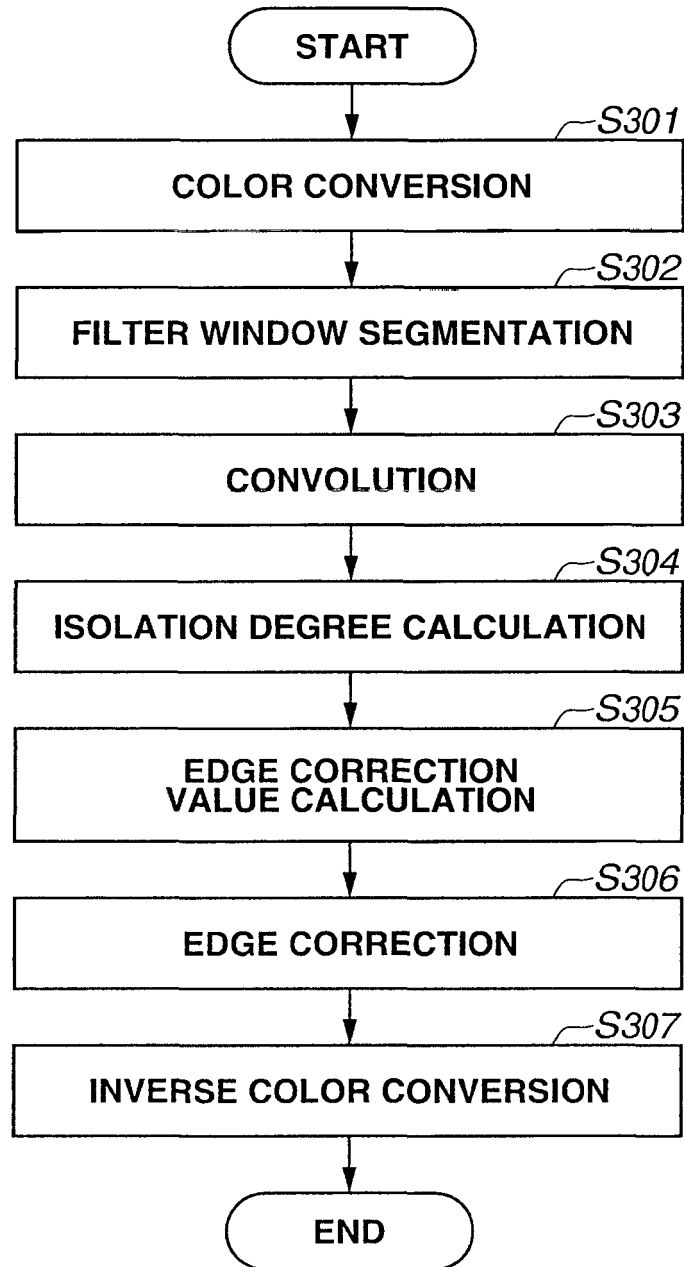 START
S301
COLOR CONVERSION
S302
FILTER WINDOW SEGMENTATION
S303
CONVOLUTION
S304
ISOLATION DEGREE CALCULATION
S305
EDGE CORRECTION
VALUE CALCULATION
S306
EDGE CORRECTION
S307
INVERSE COLOR CONVERSION
END